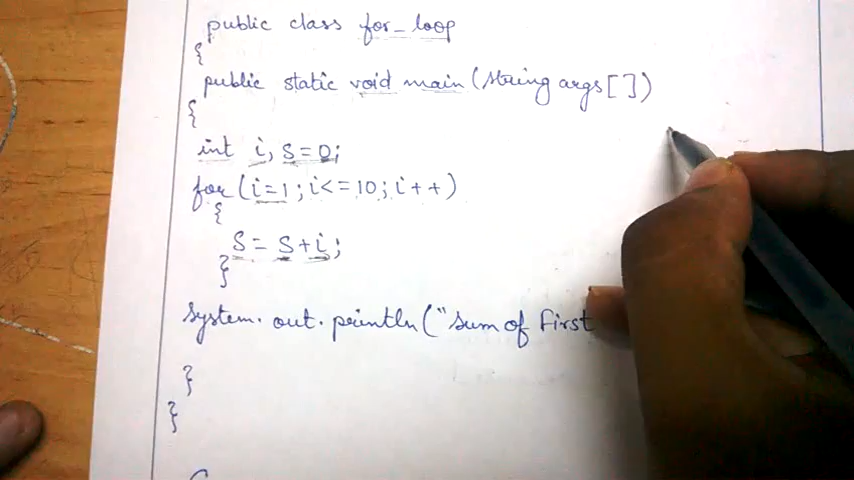 public class for_loop
{
public static void main (string args [])
{
int i, s=0;
for (i=1; i<=10; i++)
{
s = s+i;
}
system.out.println("sum of First
}
}